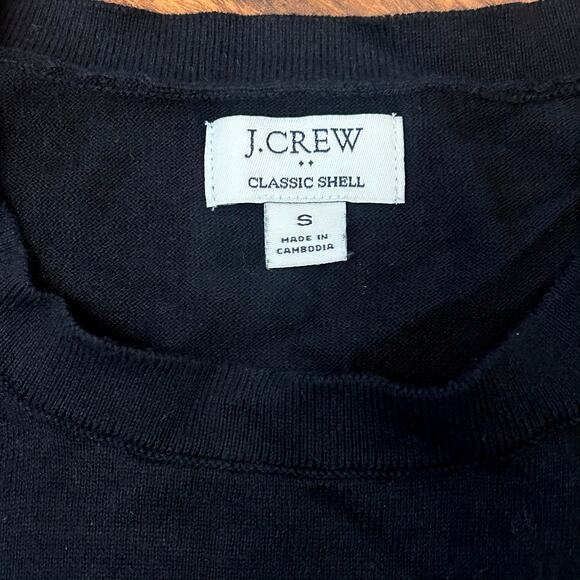 J.CREW
CLASSIC SHELL
S
MADE IN
CAMBODIA